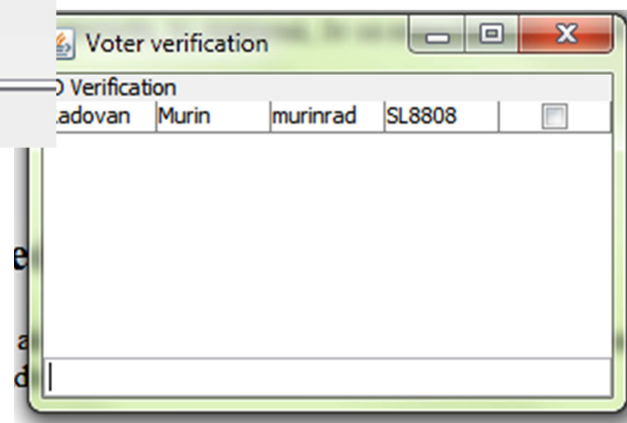 Voter verification
D Verification
adovan Murin murinrad SL8808
e
a
d